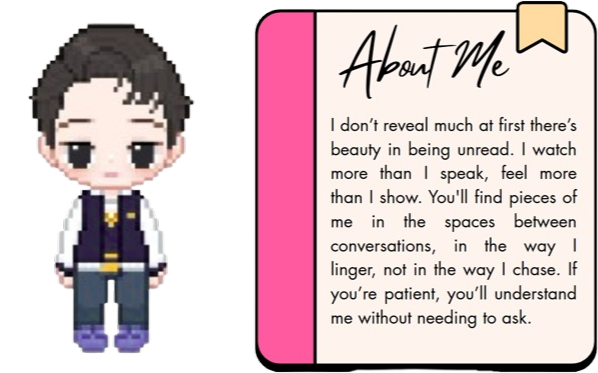 About Me
I don't reveal much at first there's
beauty in being unread. I watch
more than I speak, feel more
than I show. You'll find pieces of
me in the spaces between
conversations, in the way I
linger, not in the way I chase. If
you're patient, you'll understand
me without needing to ask.